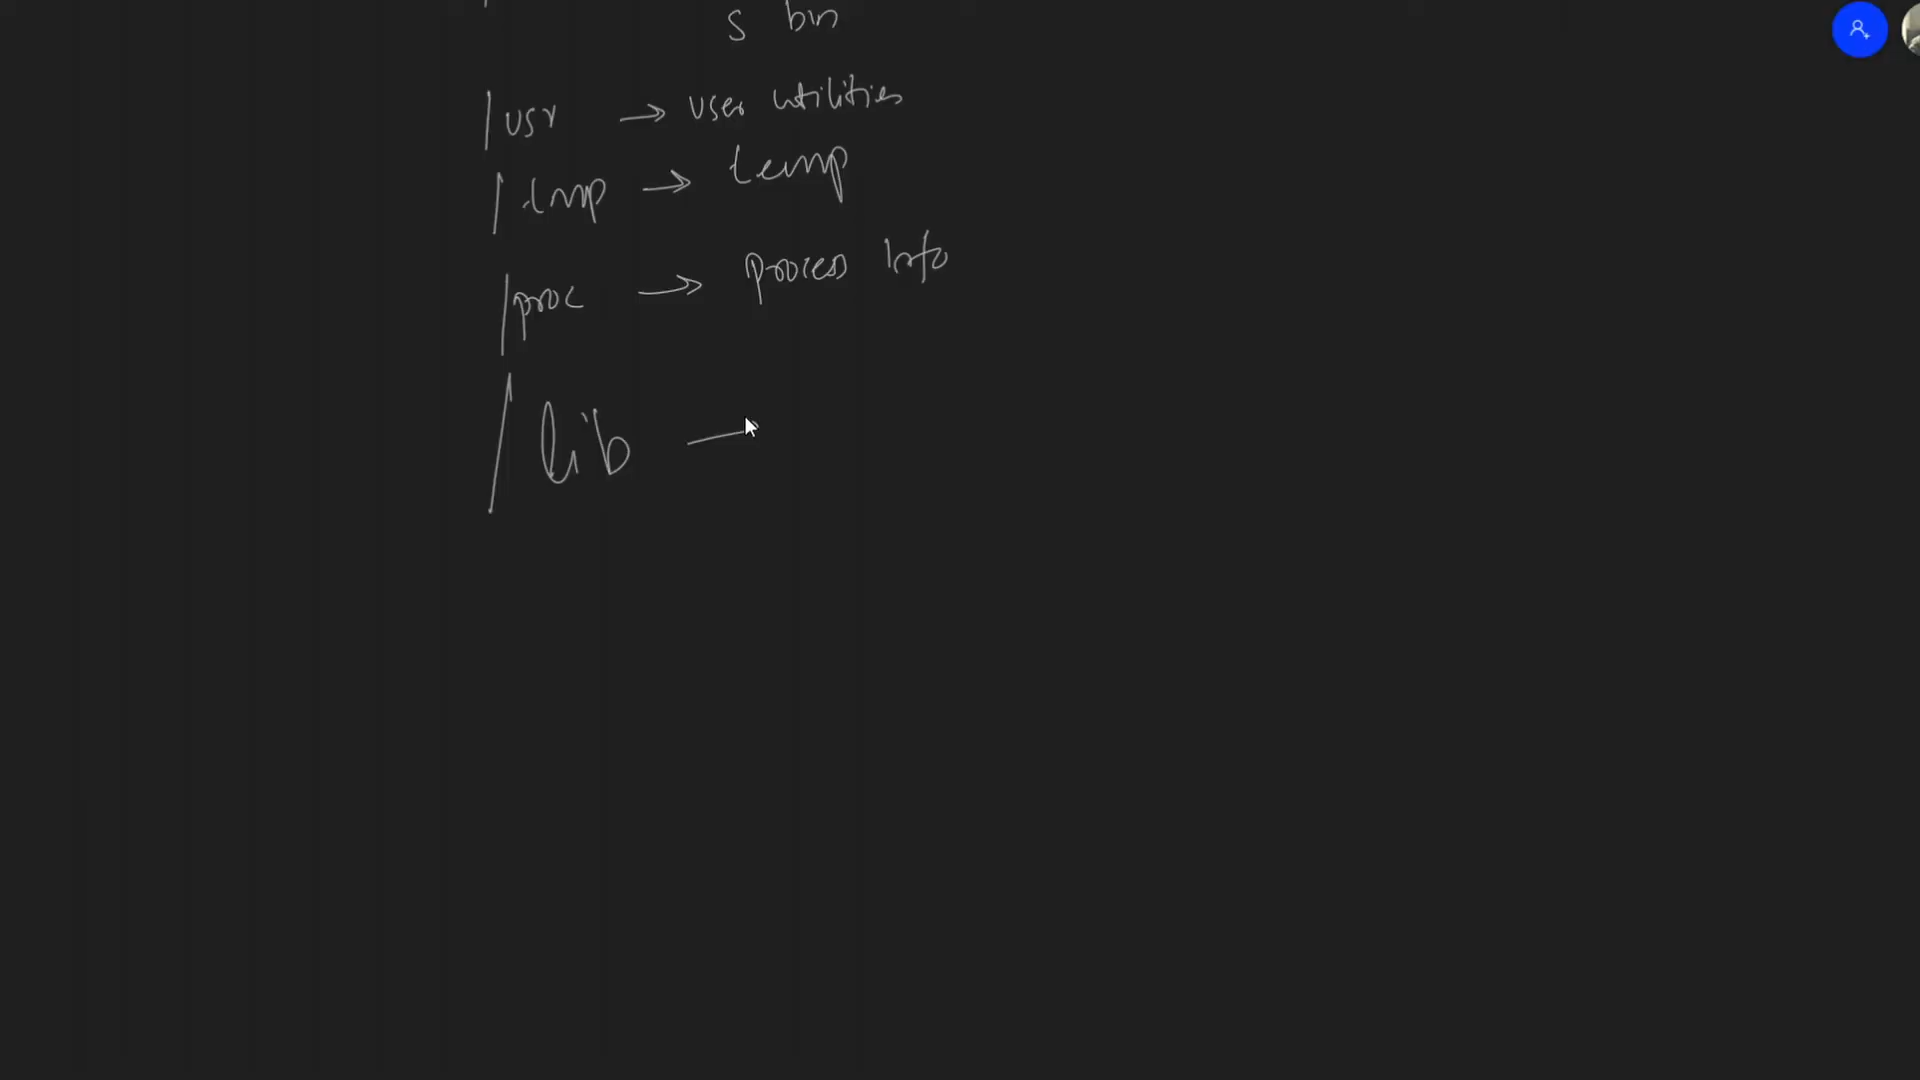 s bin
/usr → user utilities
/tmp → temp
/proc → process Info
/lib —